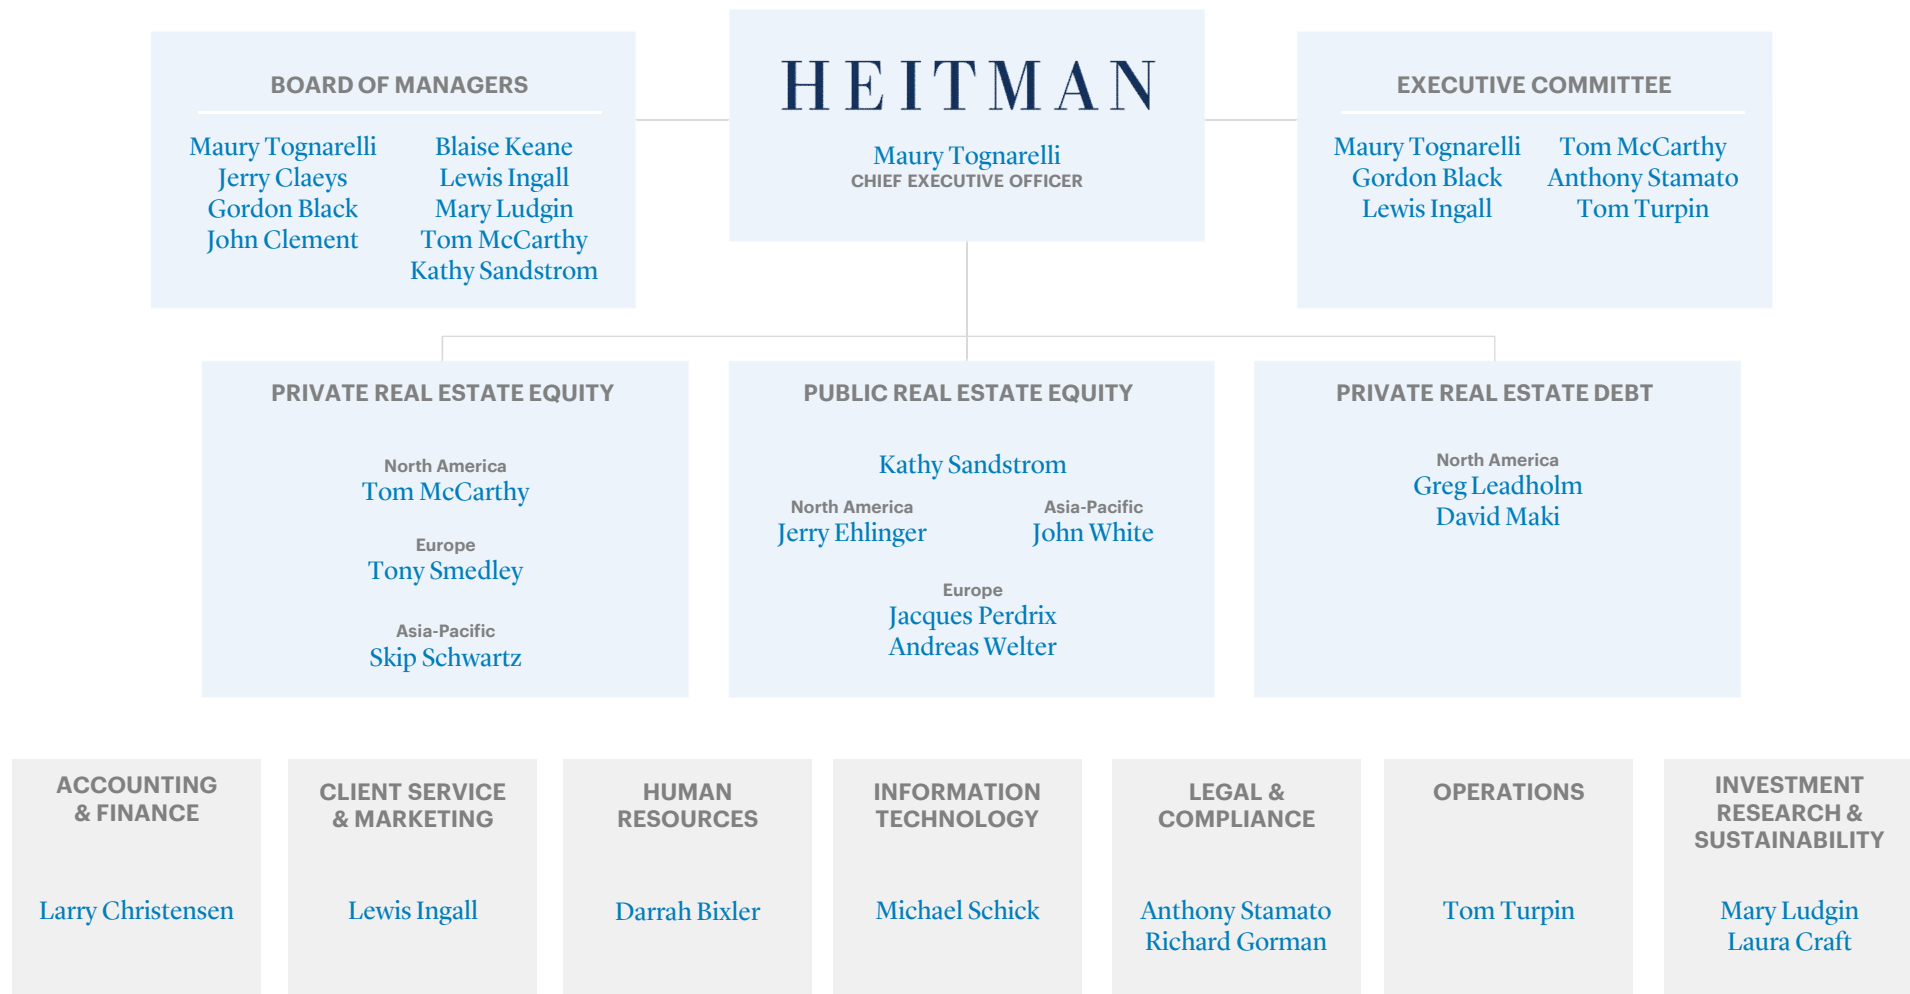 BOARD OF MANAGERS
Maury Tognarelli
Jerry Claeys
Gordon Black
John Clement
Blaise Keane
Lewis Ingall
Mary Ludgin
Tom McCarthy
Kathy Sandstrom
HEITMAN
Maury Tognarelli
CHIEF EXECUTIVE OFFICER
EXECUTIVE COMMITTEE
Maury Tognarelli
Gordon Black
Lewis Ingall
Tom McCarthy
Anthony Stamato
Tom Turpin
PRIVATE REAL ESTATE EQUITY
North America
Tom McCarthy
Europe
Tony Smedley
Asia-Pacific
Skip Schwartz
PUBLIC REAL ESTATE EQUITY
Kathy Sandstrom
North America
Jerry Ehlinger
Asia-Pacific
John White
Europe
Jacques Perdrix
Andreas Welter
PRIVATE REAL ESTATE DEBT
North America
Greg Leadholm
David Maki
ACCOUNTING
& FINANCE
Larry Christensen
CLIENT SERVICE
& MARKETING
Lewis Ingall
HUMAN
RESOURCES
Darrah Bixler
INFORMATION
TECHNOLOGY
Michael Schick
LEGAL &
COMPLIANCE
Anthony Stamato
Richard Gorman
OPERATIONS
Tom Turpin
INVESTMENT
RESEARCH &
SUSTAINABILITY
Mary Ludgin
Laura Craft